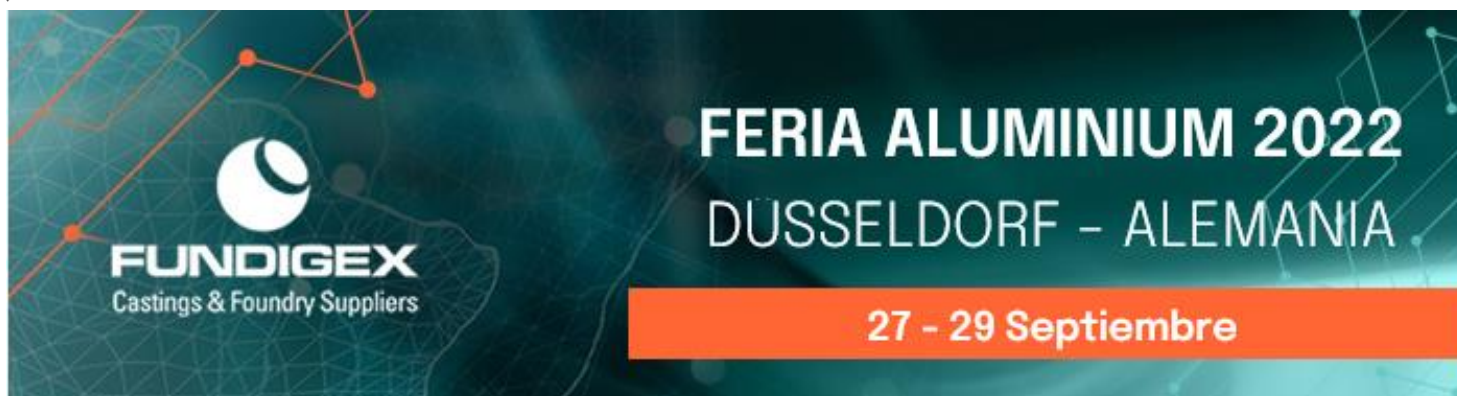 FUNDIGEX
Castings & Foundry Suppliers
FERIA ALUMINIUM 2022
DÜSSELDORF - ALEMANIA
27 - 29 Septiembre